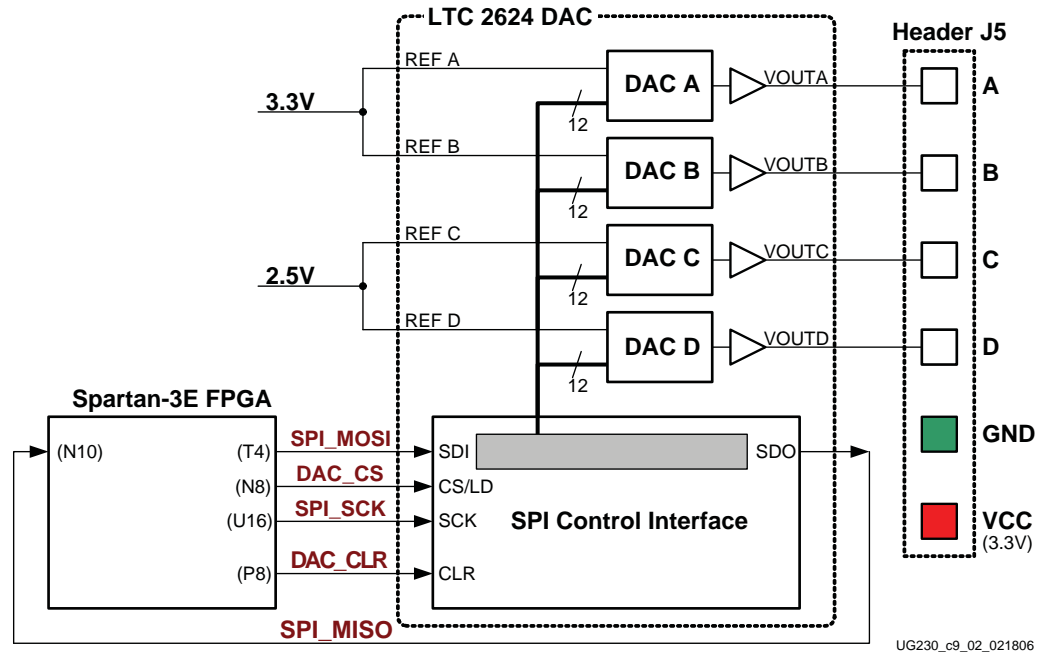 LTC 2624 DAC
Header J5
REF A
DAC A
VOUTA
A
3.3V
12
REF B
DAC B
VOUTB
B
12
REF C
DAC C
VOUTC
C
2.5V
12
REF D
DAC D
VOUTD
D
12
Spartan-3E FPGA
(N10)
(T4)
SPI_MOSI
SDI
SDO
GND
(N8)
DAC_CS
CS/LD
(U16)
SPI_SCK
SCK
SPI Control Interface
VCC
(3.3V)
(P8)
DAC_CLR
CLR
SPI_MISO
UG230_c9_02_021806